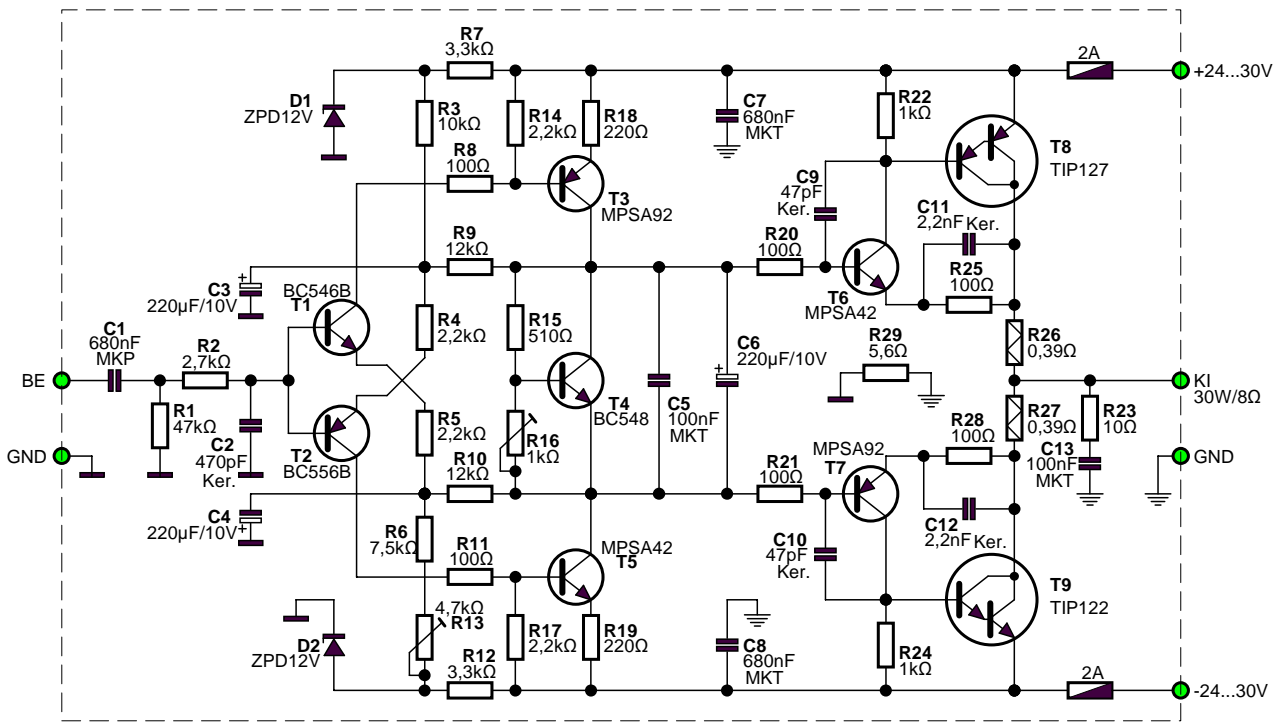 R7
3,3kΩ
2A
+24...30V
D1
ZPD12V
R3
10kΩ
R14
2,2kΩ
R18
220Ω
C7
680nF
MKT
R22
1kΩ
R8
100Ω
T3
MPSA92
T8
TIP127
C9
47pF
Ker.
C11
2,2nF Ker.
R9
12kΩ
R20
100Ω
R25
100Ω
T6
MPSA42
C3
220µF/10V
+
BC546B
T1
R4
2,2kΩ
R15
510Ω
C6
220µF/10V
+
R26
0,39Ω
C1
680nF
MKP
R2
2,7kΩ
R29
5,6Ω
BE
KI
30W/8Ω
R1
47kΩ
C2
470pF
Ker.
T2
BC556B
R5
2,2kΩ
T4
BC548
R16
1kΩ
C5
100nF
MKT
R27
0,39Ω
R23
10Ω
R28
100Ω
C13
100nF
MKT
GND
GND
R10
12kΩ
MPSA92
T7
R21
100Ω
C4
220µF/10V
+
R6
7,5kΩ
R11
100Ω
MPSA42
T5
C10
47pF
Ker.
C12
2,2nF Ker.
T9
TIP122
4,7kΩ
R13
D2
ZPD12V
R17
2,2kΩ
R19
220Ω
C8
680nF
MKT
R24
1kΩ
R12
3,3kΩ
2A
-24...30V